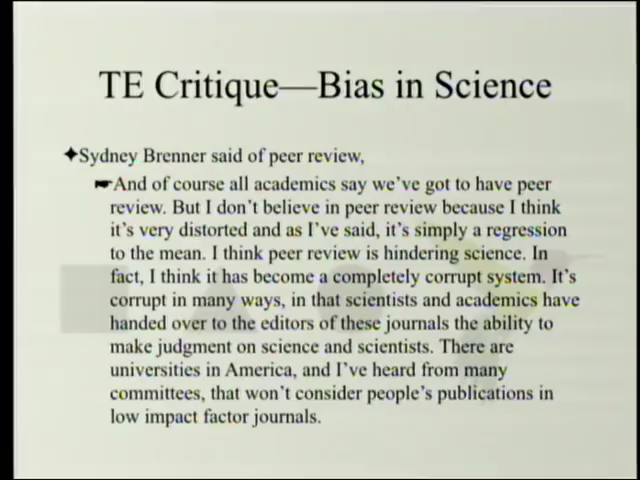 TE Critique—Bias in Science
✦Sydney Brenner said of peer review,
☛And of course all academics say we've got to have peer
review. But I don't believe in peer review because I think
it's very distorted and as I've said, it's simply a regression
to the mean. I think peer review is hindering science. In
fact, I think it has become a completely corrupt system. It's
corrupt in many ways, in that scientists and academics have
handed over to the editors of these journals the ability to
make judgment on science and scientists. There are
universities in America, and I've heard from many
committees, that won't consider people's publications in
low impact factor journals.